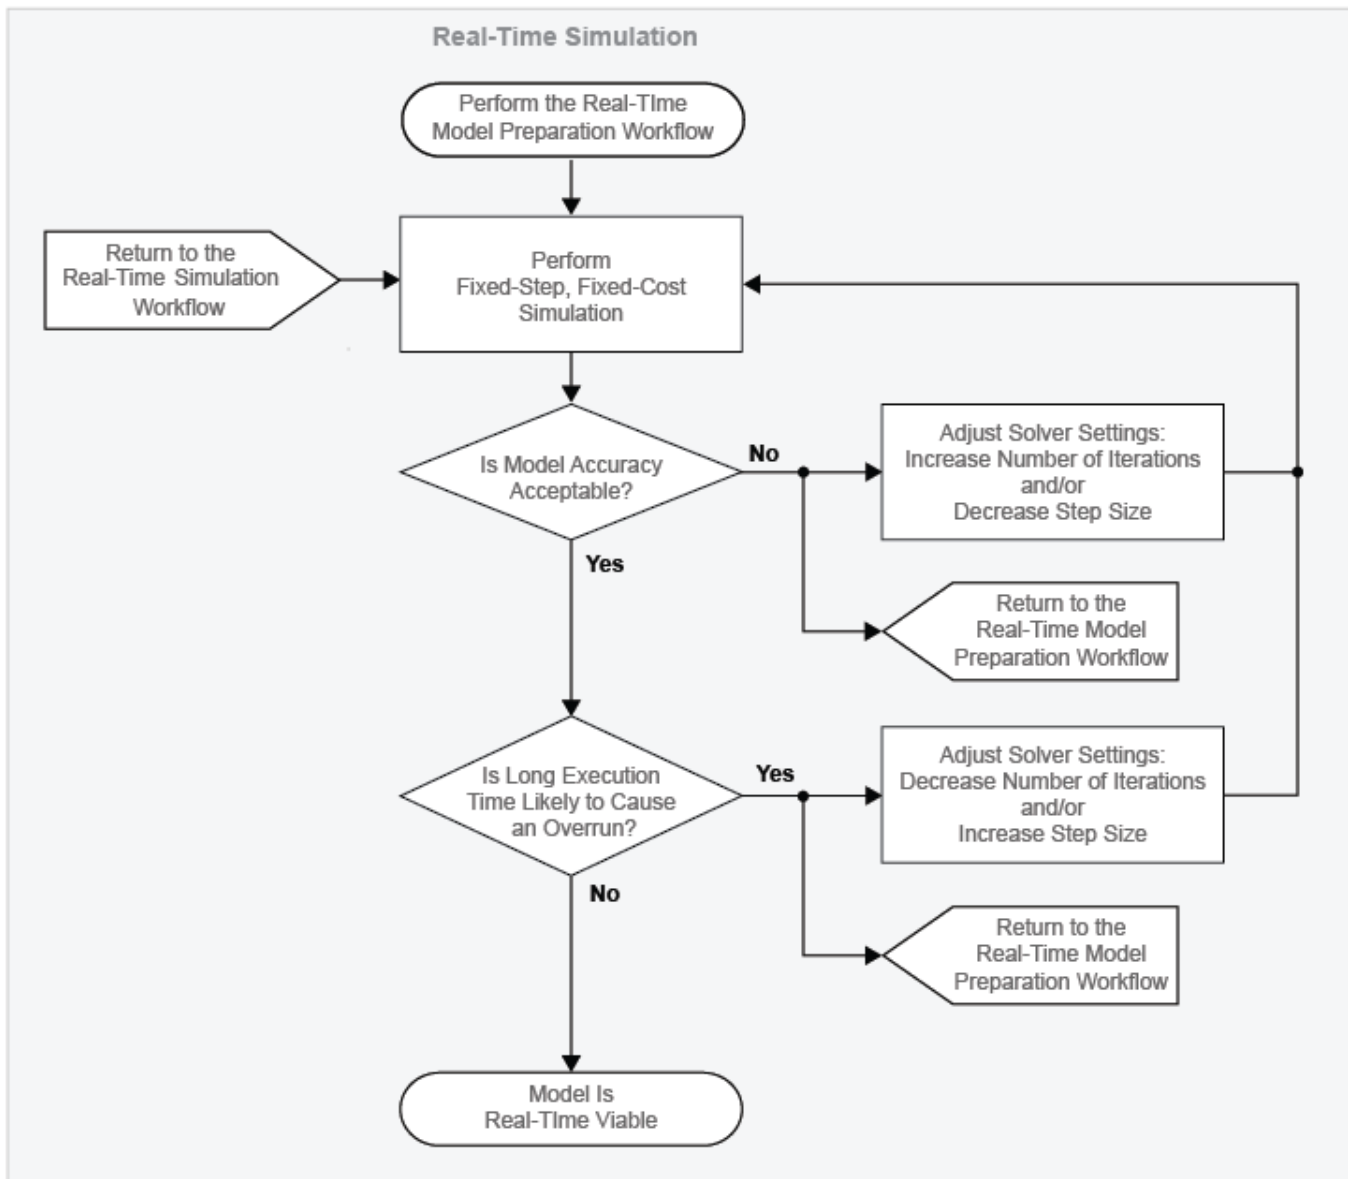 Real-Time Simulation
Perform the Real-TIme
Model Preparation Workflow
Return to the
Real-Time Simulation
Workflow
Perform
Fixed-Step, Fixed-Cost
Simulation
Is Model Accuracy
Acceptable?
No
Adjust Solver Settings:
Increase Number of Iterations
and/or
Decrease Step Size
Yes
Return to the
Real-Time Model
Preparation Workflow
Is Long Execution
Time Likely to Cause
an Overrun?
Yes
Adjust Solver Settings:
Decrease Number of Iterations
and/or
Increase Step Size
No
Return to the
Real-Time Model
Preparation Workflow
Model Is
Real-TIme Viable